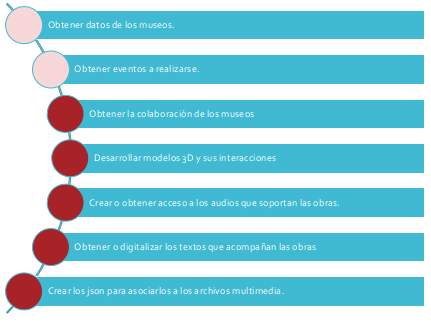 Obtener datos de los museos.
Obtener eventos a realizarse.
Obtener la colaboración de los museos
Desarrollar modelos 3D y sus interacciones
Crear o obtener acceso a los audios que soportan las obras.
Obtener o digitalizar los textos que acompañan las obras
Crear los json para asociarlos a los archivos multimedia.